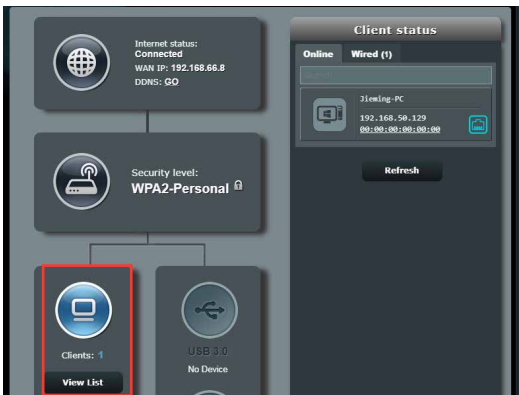 Internet status:
Connected
WAN IP: 192.168.66.8
DDNS: GO
Security level:
WPA2-Personal
Clients: 1
View List
USB 3.0
No Device
Client status
Online Wired (1)
Jieming-PC
192.168.50.129
00:00:00:00:00:00
Refresh